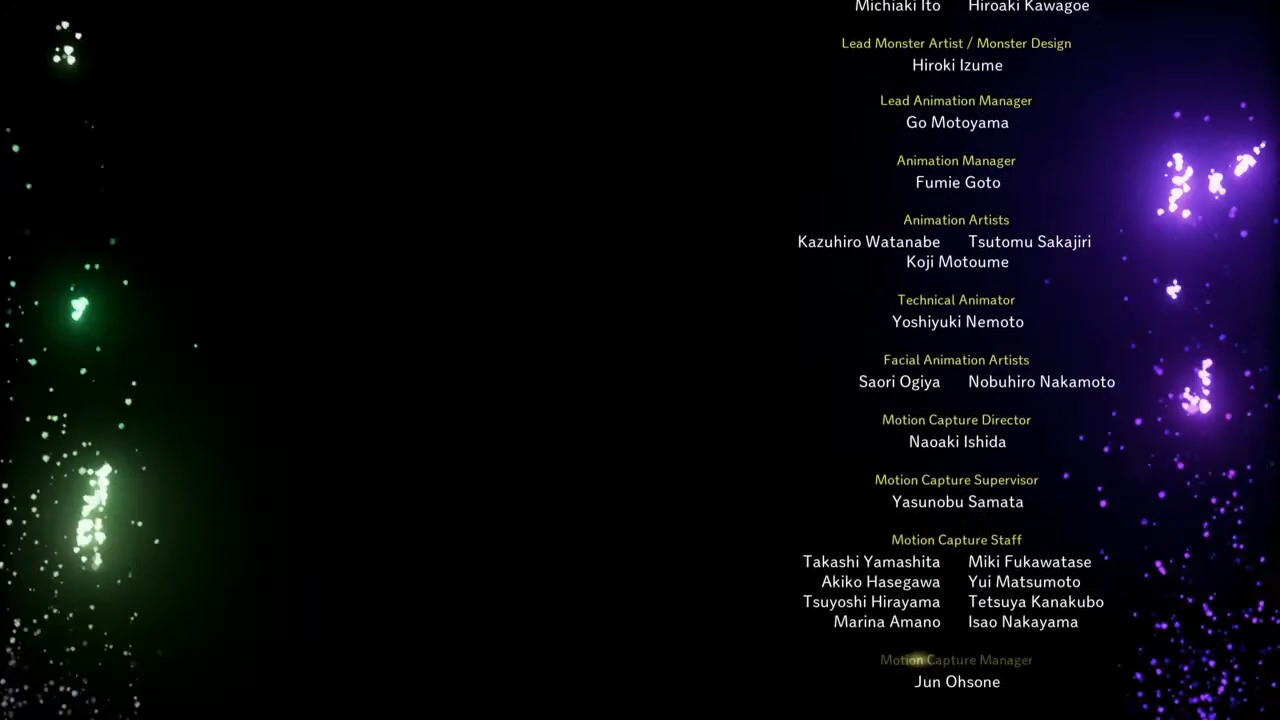 Michiaki Ito Hiroaki Kawagoe
Lead Monster Artist / Monster Design
Hiroki Izume
Lead Animation Manager
Go Motoyama
Animation Manager
Fumie Goto
Animation Artists
Kazuhiro Watanabe Tsutomu Sakajiri
Koji Motoume
Technical Animator
Yoshiyuki Nemoto
Facial Animation Artists
Saori Ogiya Nobuhiro Nakamoto
Motion Capture Director
Naoaki Ishida
Motion Capture Supervisor
Yasunobu Samata
Motion Capture Staff
Takashi Yamashita Miki Fukawatase
Akiko Hasegawa Yui Matsumoto
Tsuyoshi Hirayama Tetsuya Kanakubo
Marina Amano Isao Nakayama
Motion Capture Manager
Jun Ohsone